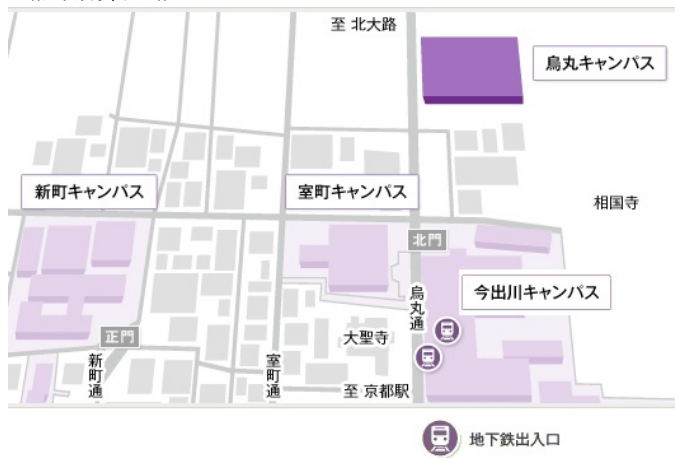 至 北大路
烏丸キャンパス
新町キャンパス
室町キャンパス
相国寺
北門
今出川キャンパス
烏丸通
大聖寺
正門
新町通
室町通
至 京都駅
地下鉄出入口